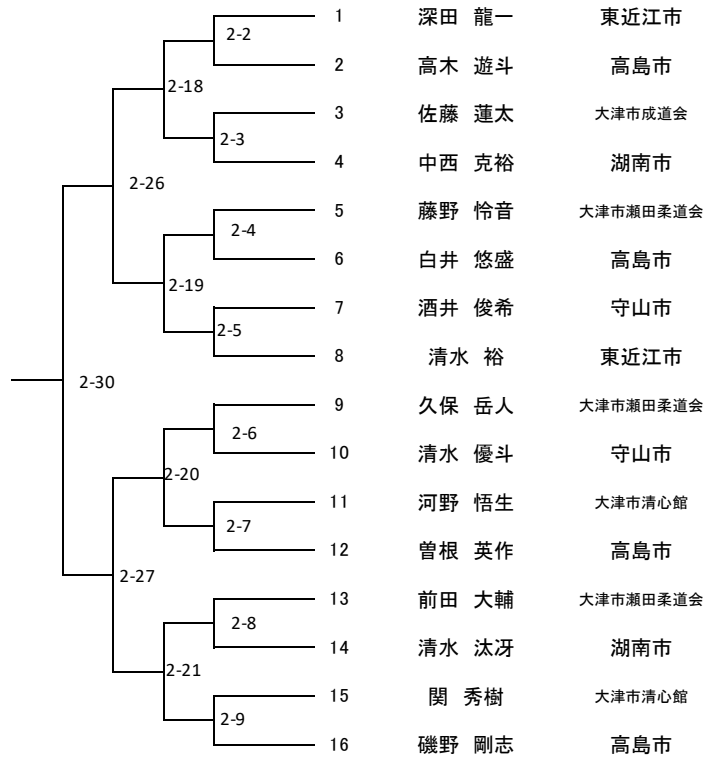 1 深田 龍一 東近江市
2-2
2 高木 遊斗 高島市
2-18
3 佐藤 蓮太 大津市成道会
2-3
4 中西 克裕 湖南市
2-26
5 藤野 怜音 大津市瀬田柔道会
2-4
6 白井 悠盛 高島市
2-19
7 酒井 俊希 守山市
2-5
8 清水 裕 東近江市
2-30
9 久保 岳人 大津市瀬田柔道会
2-6
10 清水 優斗 守山市
2-20
11 河野 悟生 大津市清心館
2-7
12 曽根 英作 高島市
2-27
13 前田 大輔 大津市瀬田柔道会
2-8
14 清水 汰冴 湖南市
2-21
15 関 秀樹 大津市清心館
2-9
16 磯野 剛志 高島市